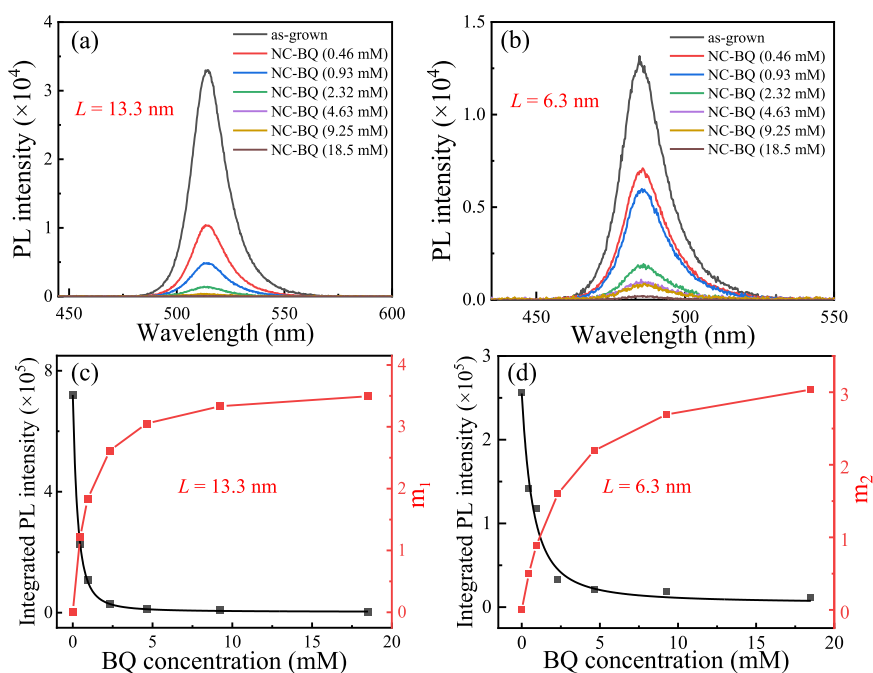 (a)
as-grown
NC-BQ (0.46 mM)
NC-BQ (0.93 mM)
NC-BQ (2.32 mM)
NC-BQ (4.63 mM)
NC-BQ (9.25 mM)
NC-BQ (18.5 mM)
L = 13.3 nm
PL intensity (×10⁴)
4
3
2
1
0
450
500
550
600
Wavelength (nm)
(b)
as-grown
NC-BQ (0.46 mM)
NC-BQ (0.93 mM)
NC-BQ (2.32 mM)
NC-BQ (4.63 mM)
NC-BQ (9.25 mM)
NC-BQ (18.5 mM)
L = 6.3 nm
PL intensity (×10⁴)
1.5
1.0
0.5
0.0
450
500
550
Wavelength (nm)
(c)
L = 13.3 nm
Integrated PL intensity (×10⁵)
8
4
0
0
5
10
15
20
BQ concentration (mM)
4
3
2
1
0
m₁
(d)
L = 6.3 nm
Integrated PL intensity (×10⁵)
3
2
1
0
0
5
10
15
20
BQ concentration (mM)
3
2
1
0
m₂